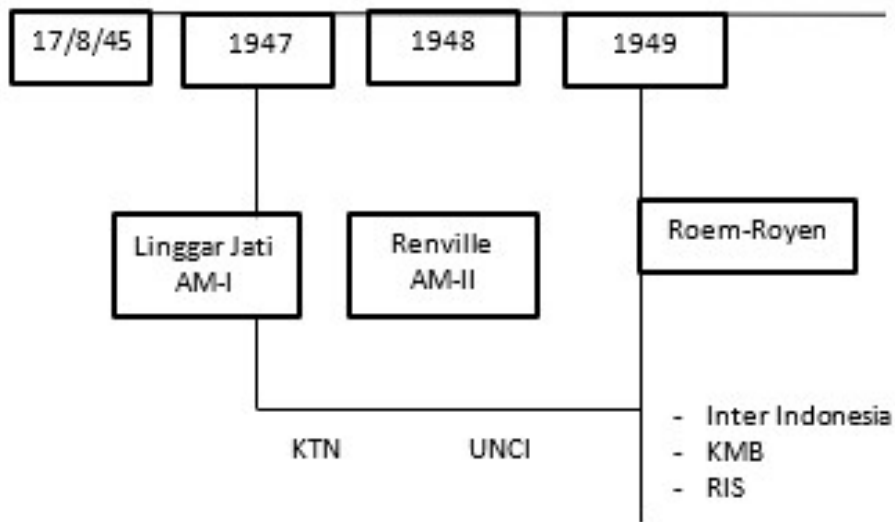 17/8/45
1947
1948
1949
Linggar Jati
AM-I
Renville
AM-II
Roem-Royen
KTN
UNCI
- Inter Indonesia
- KMB
- RIS